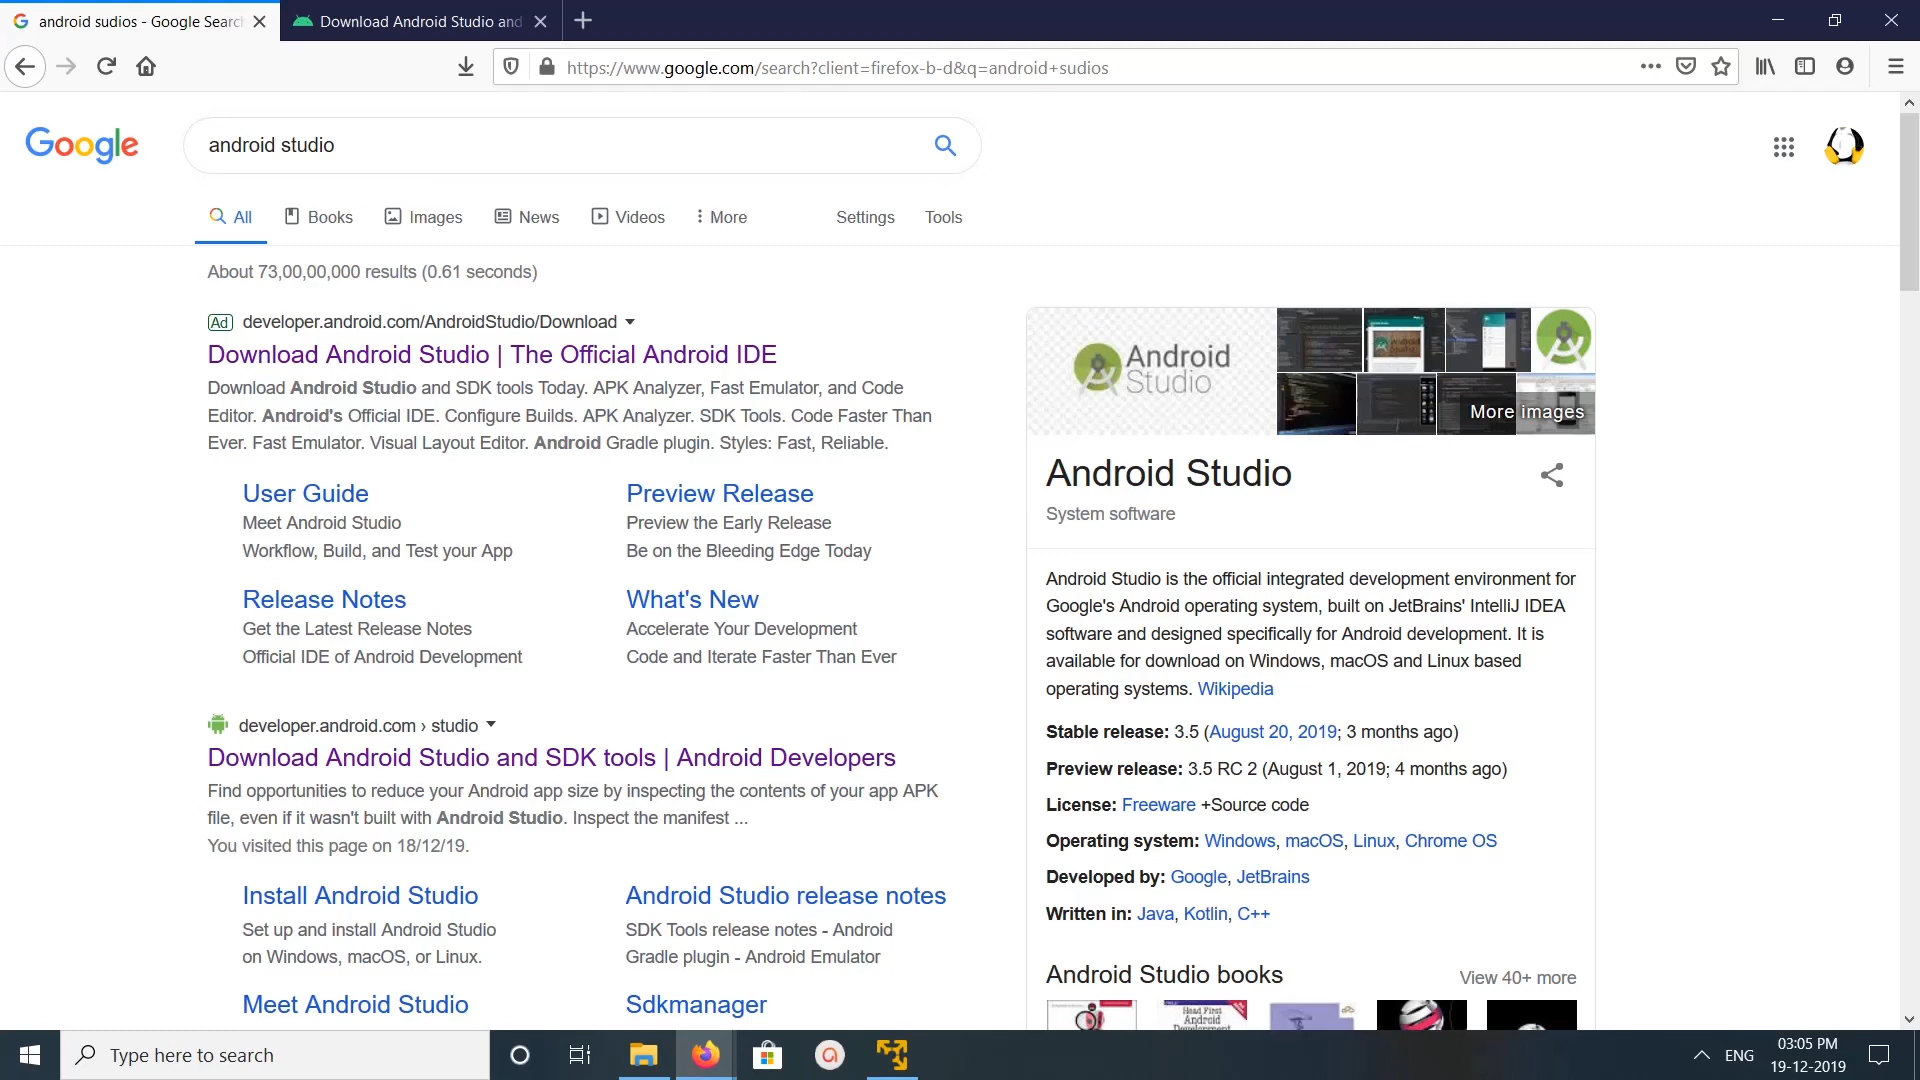 android sudios - Google Search
Download Android Studio and
https://www.google.com/search?client=firefox-b-d&q=android+sudios
Google
android studio
All
Books
Images
News
Videos
More
Settings
Tools
About 73,00,00,000 results (0.61 seconds)
Ad developer.android.com/AndroidStudio/Download
Download Android Studio | The Official Android IDE
Download Android Studio and SDK tools Today. APK Analyzer, Fast Emulator, and Code
Editor. Android's Official IDE. Configure Builds. APK Analyzer. SDK Tools. Code Faster Than
Ever. Fast Emulator. Visual Layout Editor. Android Gradle plugin. Styles: Fast, Reliable.
User Guide
Meet Android Studio
Workflow, Build, and Test your App
Preview Release
Preview the Early Release
Be on the Bleeding Edge Today
Release Notes
Get the Latest Release Notes
Official IDE of Android Development
What's New
Accelerate Your Development
Code and Iterate Faster Than Ever
developer.android.com › studio
Download Android Studio and SDK tools | Android Developers
Find opportunities to reduce your Android app size by inspecting the contents of your app APK
file, even if it wasn't built with Android Studio. Inspect the manifest ...
You visited this page on 18/12/19.
Install Android Studio
Set up and install Android Studio
on Windows, macOS, or Linux.
Android Studio release notes
SDK Tools release notes - Android
Gradle plugin - Android Emulator
Meet Android Studio
Sdkmanager
Android
Studio
More images
Android Studio
System software
Android Studio is the official integrated development environment for
Google's Android operating system, built on JetBrains' IntelliJ IDEA
software and designed specifically for Android development. It is
available for download on Windows, macOS and Linux based
operating systems. Wikipedia
Stable release: 3.5 (August 20, 2019; 3 months ago)
Preview release: 3.5 RC 2 (August 1, 2019; 4 months ago)
License: Freeware +Source code
Operating system: Windows, macOS, Linux, Chrome OS
Developed by: Google, JetBrains
Written in: Java, Kotlin, C++
Android Studio books
View 40+ more
Head First
Android
Development
Type here to search
ENG
03:05 PM
19-12-2019